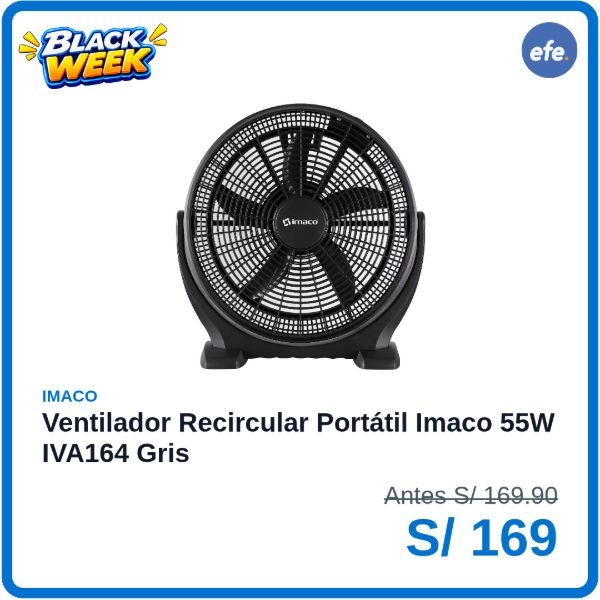 BLACK
WEEK
efe.
imaco
IMACO
Ventilador Recircular Portátil Imaco 55W
IVA164 Gris
Antes S/ 169.90
S/ 169